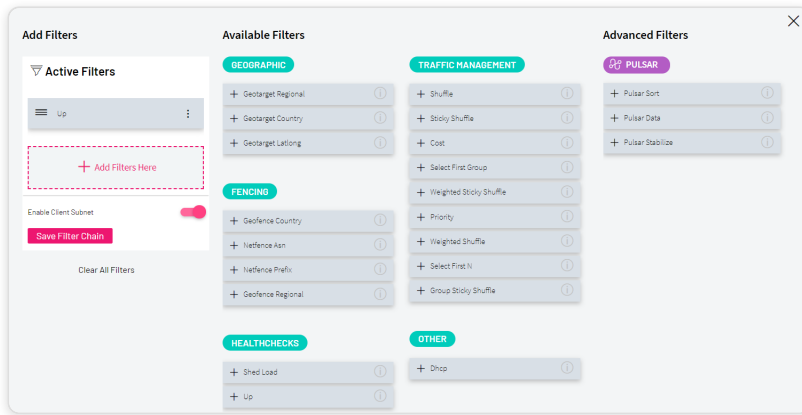 Add Filters
Active Filters
Up
Add Filters Here
Enable Client Subnet
Save Filter Chain
Clear All Filters
Available Filters
GEOGRAPHIC
Geotarget Regional
Geotarget Country
Geotarget Latlong
FENCING
Geofence Country
Netfence Asn
Netfence Prefix
Geofence Regional
HEALTHCHECKS
Shed Load
Up
TRAFFIC MANAGEMENT
Shuffle
Sticky Shuffle
Cost
Select First Group
Weighted Sticky Shuffle
Priority
Weighted Shuffle
Select First N
Group Sticky Shuffle
OTHER
Dhcp
Advanced Filters
PULSAR
Pulsar Sort
Pulsar Data
Pulsar Stabilize